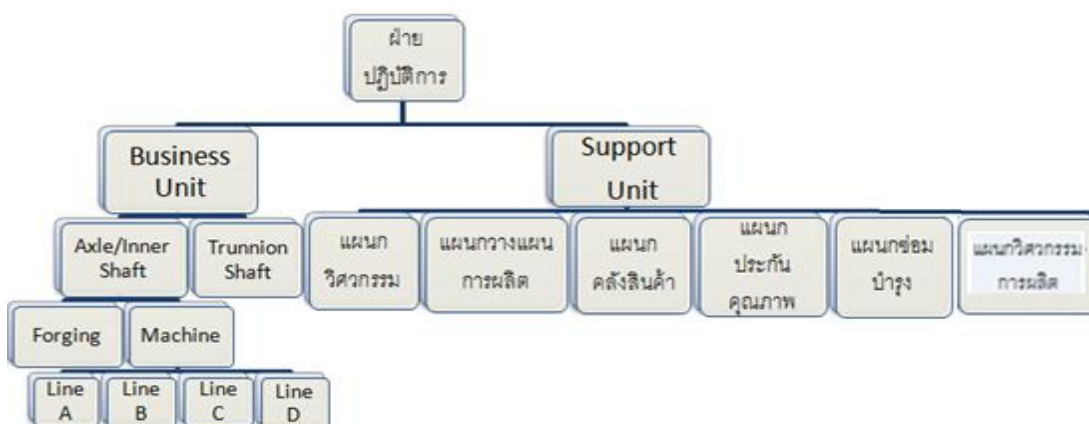 ฝ่าย
ปฏิบัติการ
Business
Unit
Support
Unit
Axle/Inner
Shaft
Trunnion
Shaft
แผนก
วิศวกรรม
แผนกวางแผน
การผลิต
แผนก
คลังสินค้า
แผนก
ประกัน
คุณภาพ
แผนกซ่อม
บำรุง
แผนกวิศวกรรม
การผลิต
Forging
Machine
Line
A
Line
B
Line
C
Line
D